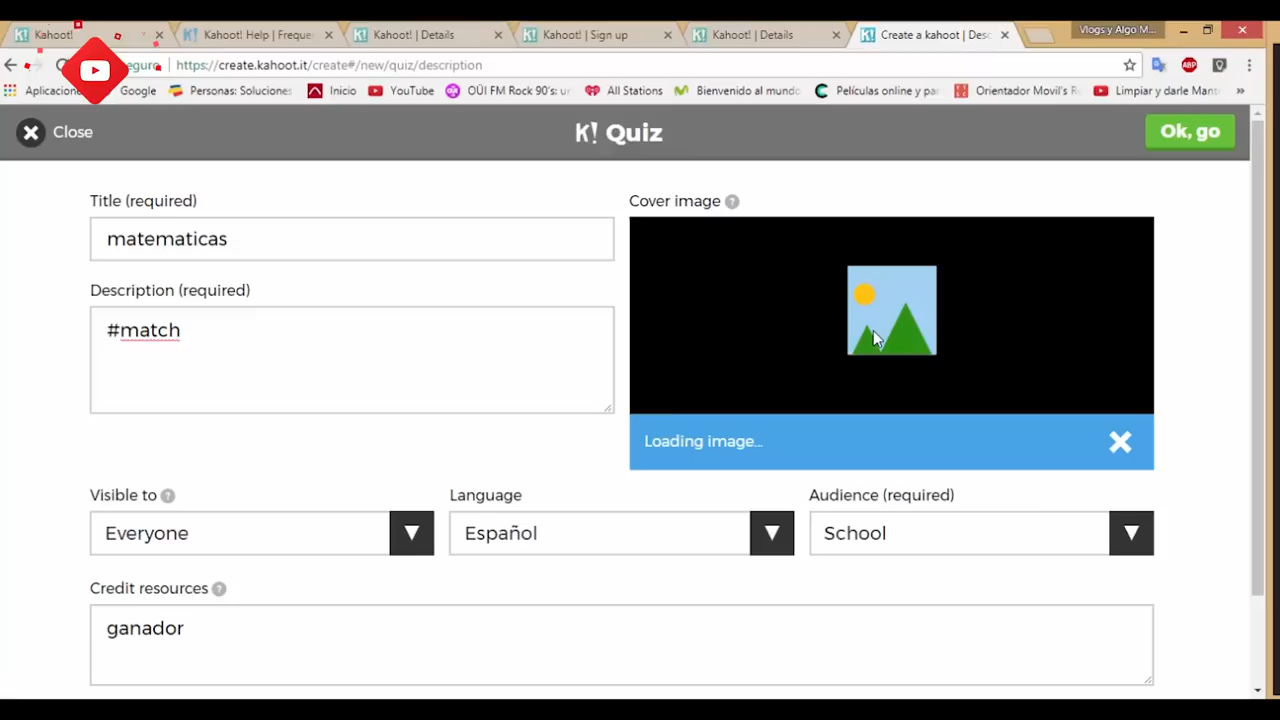 Kahoot!
Kahoot! Help | Freque
Kahoot! | Details
Kahoot! | Sign up
Kahoot! | Details
Create a kahoot | Desc
Vlogs y Algo M...
https://create.kahoot.it/create#/new/quiz/description
Google
Personas: Soluciones
Inicio
YouTube
OÜI FM Rock 90's: un
All Stations
Bienvenido al mundo
Películas online y pa
Orientador Movil's R
Limpiar y darle Mant
»
Close
K! Quiz
Ok, go
Title (required)
Cover image ?
matematicas
Description (required)
#match
Loading image...
Visible to ?
Language
Audience (required)
Everyone
Español
School
Credit resources ?
ganador